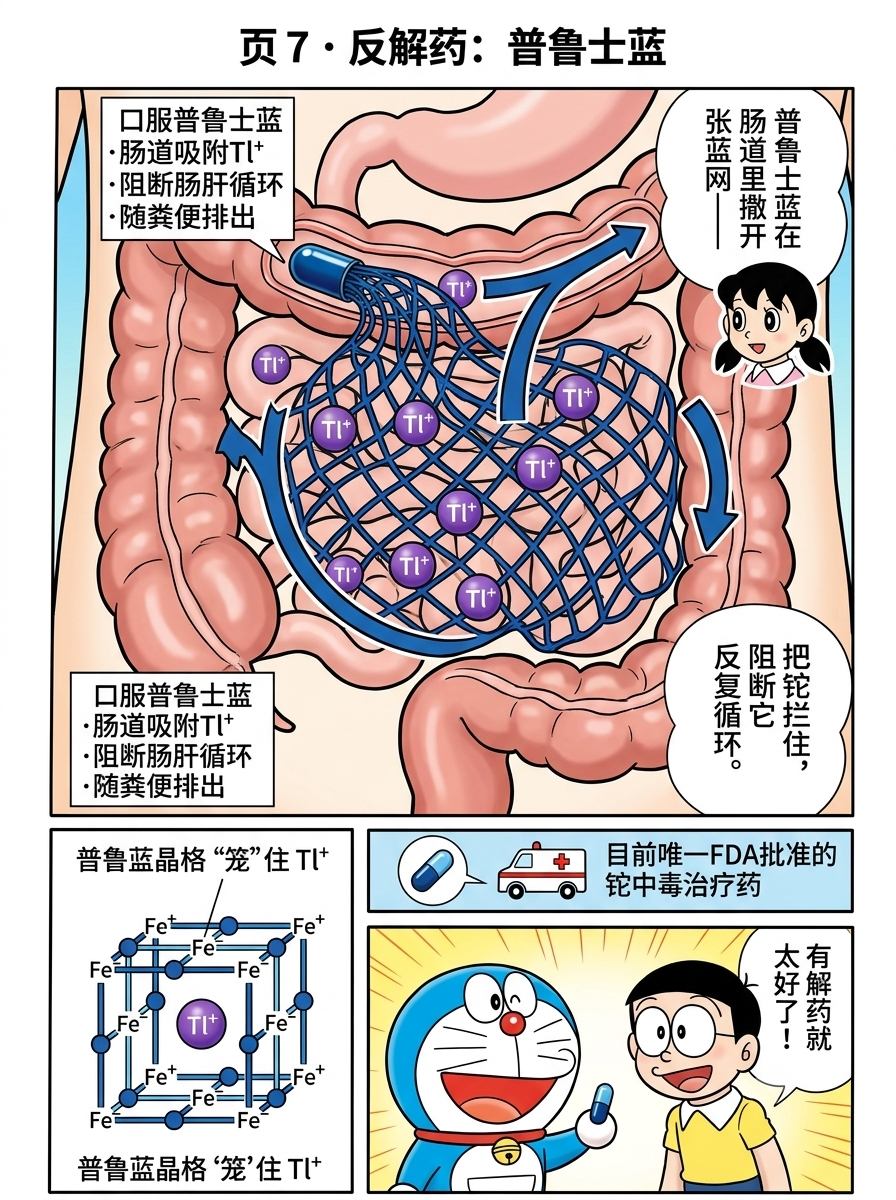 页 7 · 反解药：普鲁士蓝
口服普鲁士蓝
·肠道吸附Tl⁺
·阻断肠肝循环
·随粪便排出
普鲁士蓝在
肠道里撒开
张蓝网——
Tl⁺
Tl⁺
Tl⁺
Tl⁺
Tl⁺
Tl⁺
Tl⁺
Tl⁺
Tl⁺
Tl⁺
把铊拦住，
阻断它
反复循环。
口服普鲁士蓝
·肠道吸附Tl⁺
·阻断肠肝循环
·随粪便排出
普鲁蓝晶格“笼”住 Tl⁺
Fe⁺ Fe⁺
Fe⁻
Fe⁻ Fe⁻
Fe⁻ Tl⁺ Fe⁻
Fe⁺ Fe⁺
Fe⁻
Fe⁻ Fe⁻
普鲁蓝晶格‘笼’住 Tl⁺
目前唯一FDA批准的
铊中毒治疗药
有解药就
太好了！